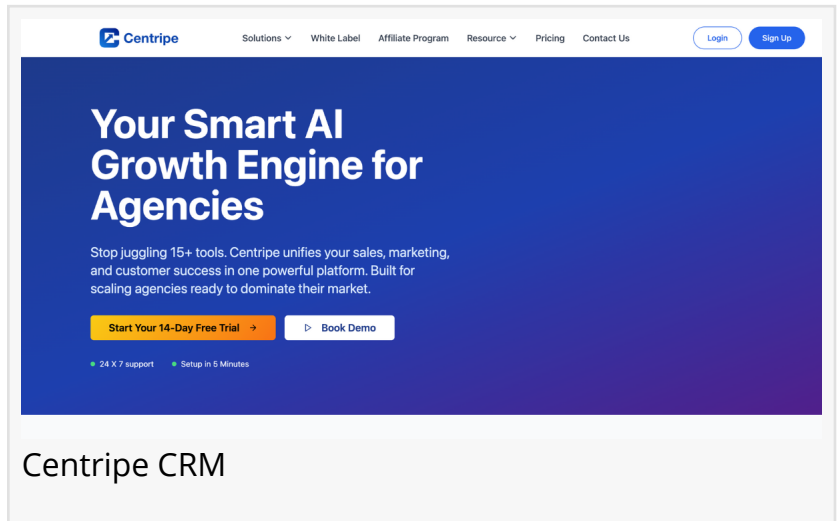 Centripe
Solutions White Label Affiliate Program Resource Pricing Contact Us
Login Sign Up
Your Smart AI
Growth Engine for
Agencies
Stop juggling 15+ tools. Centripe unifies your sales, marketing,
and customer success in one powerful platform. Built for
scaling agencies ready to dominate their market.
Start Your 14-Day Free Trial → Book Demo
24 X 7 support Setup in 5 Minutes
Centripe CRM